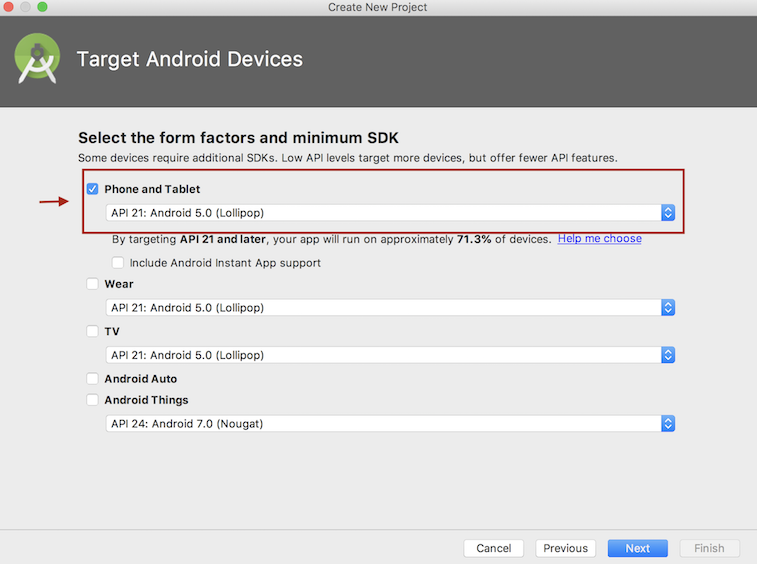 Create New Project
Target Android Devices
Select the form factors and minimum SDK
Some devices require additional SDKs. Low API levels target more devices, but offer fewer API features.
Phone and Tablet
API 21: Android 5.0 (Lollipop)
By targeting API 21 and later, your app will run on approximately 71.3% of devices. Help me choose
Include Android Instant App support
Wear
API 21: Android 5.0 (Lollipop)
TV
API 21: Android 5.0 (Lollipop)
Android Auto
Android Things
API 24: Android 7.0 (Nougat)
Cancel Previous Next Finish